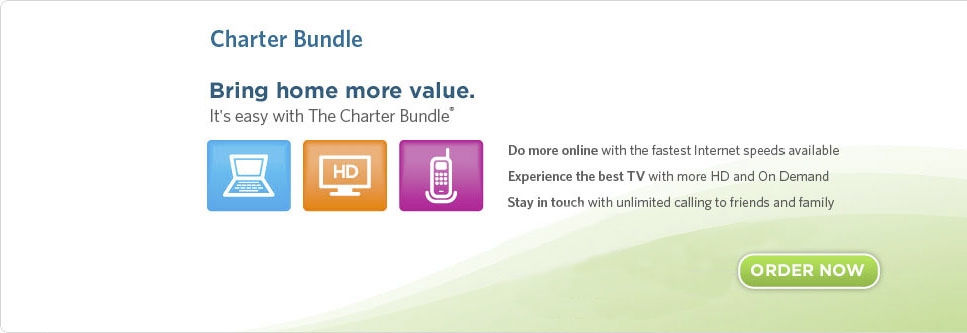 Charter Bundle
Bring home more value.
It's easy with The Charter Bundle®
HD
Do more online with the fastest Internet speeds available
Experience the best TV with more HD and On Demand
Stay in touch with unlimited calling to friends and family
ORDER NOW